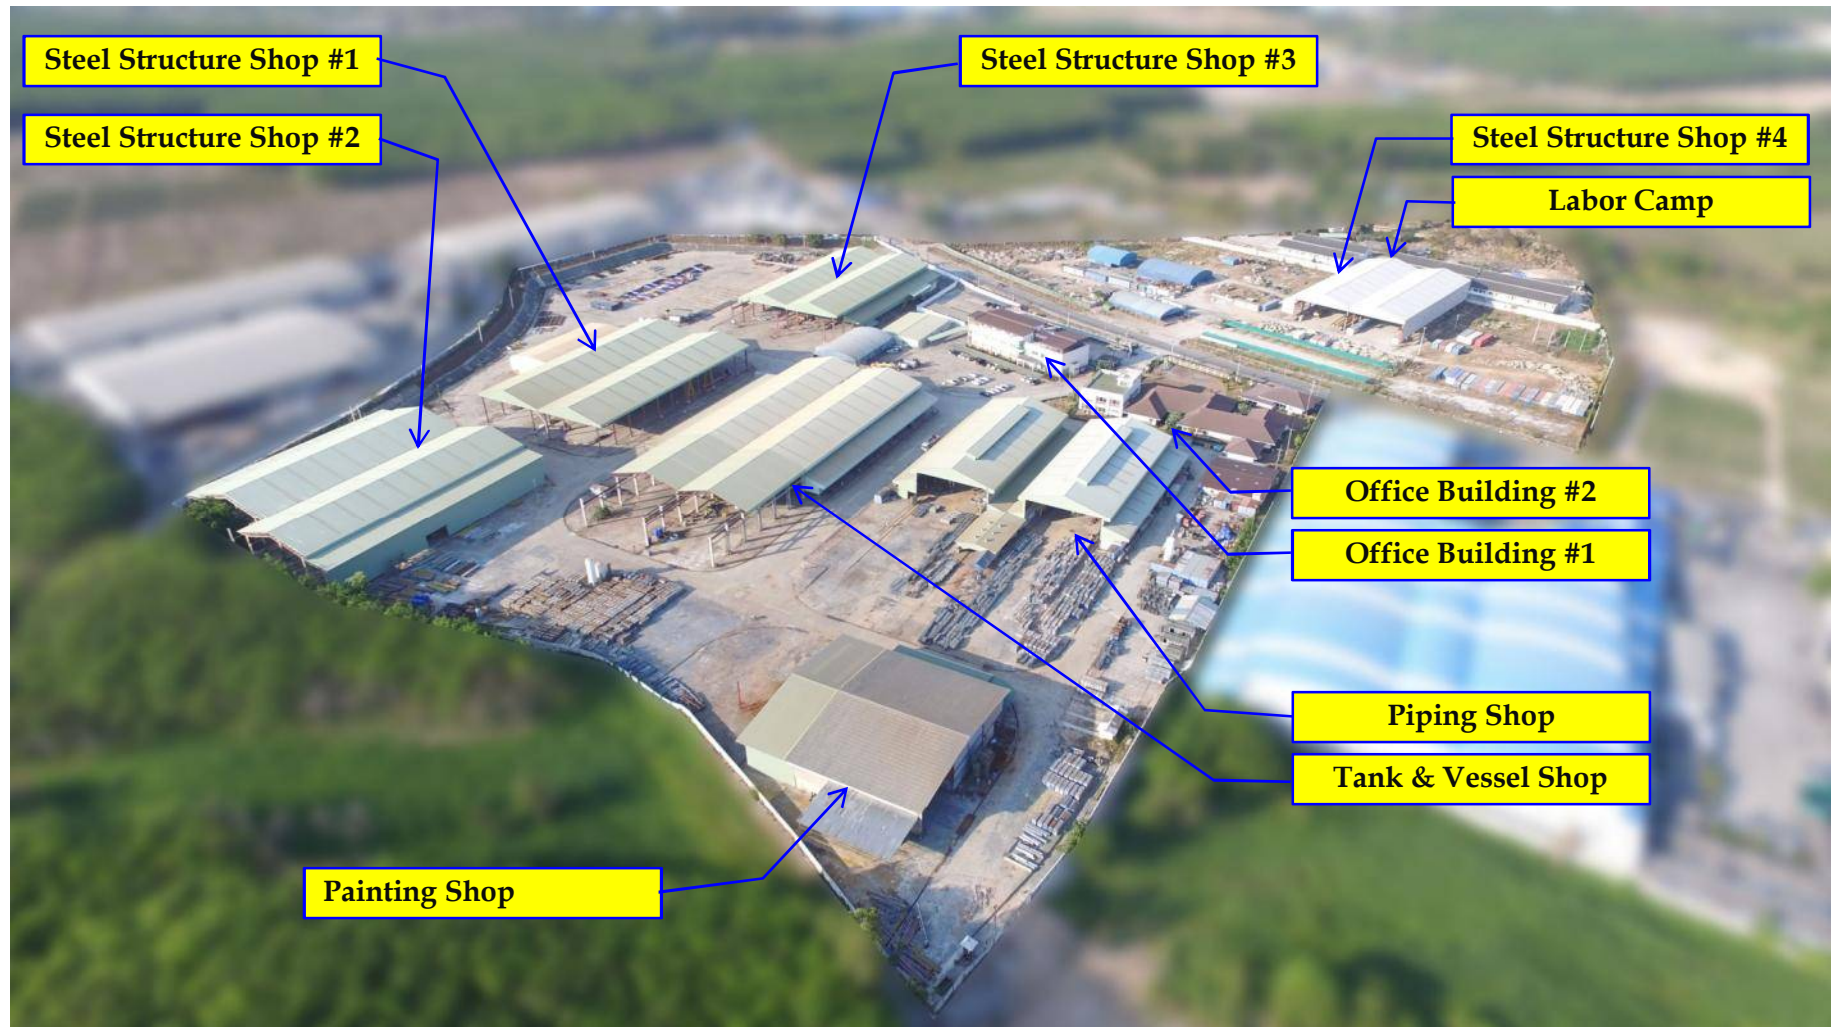 Steel Structure Shop #1
Steel Structure Shop #3
Steel Structure Shop #2
Steel Structure Shop #4
Labor Camp
Office Building #2
Office Building #1
Piping Shop
Tank & Vessel Shop
Painting Shop